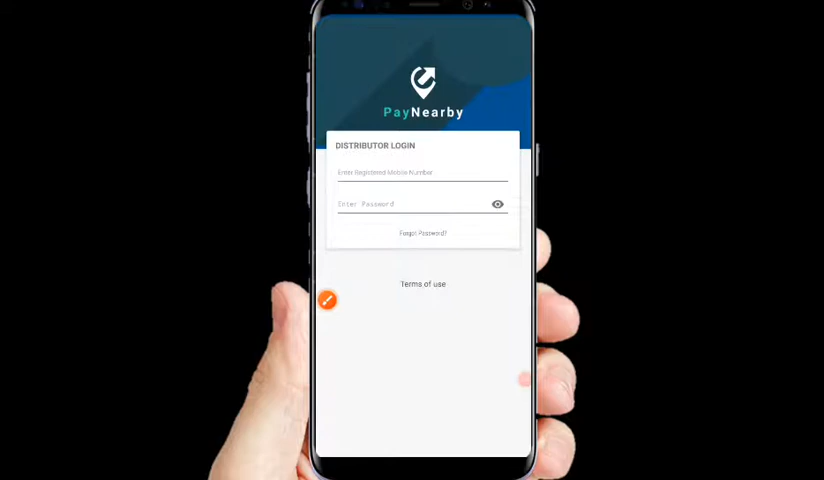 PayNearby
DISTRIBUTOR LOGIN
Enter Registered Mobile Number
Enter Password
Forgot Password?
Terms of use